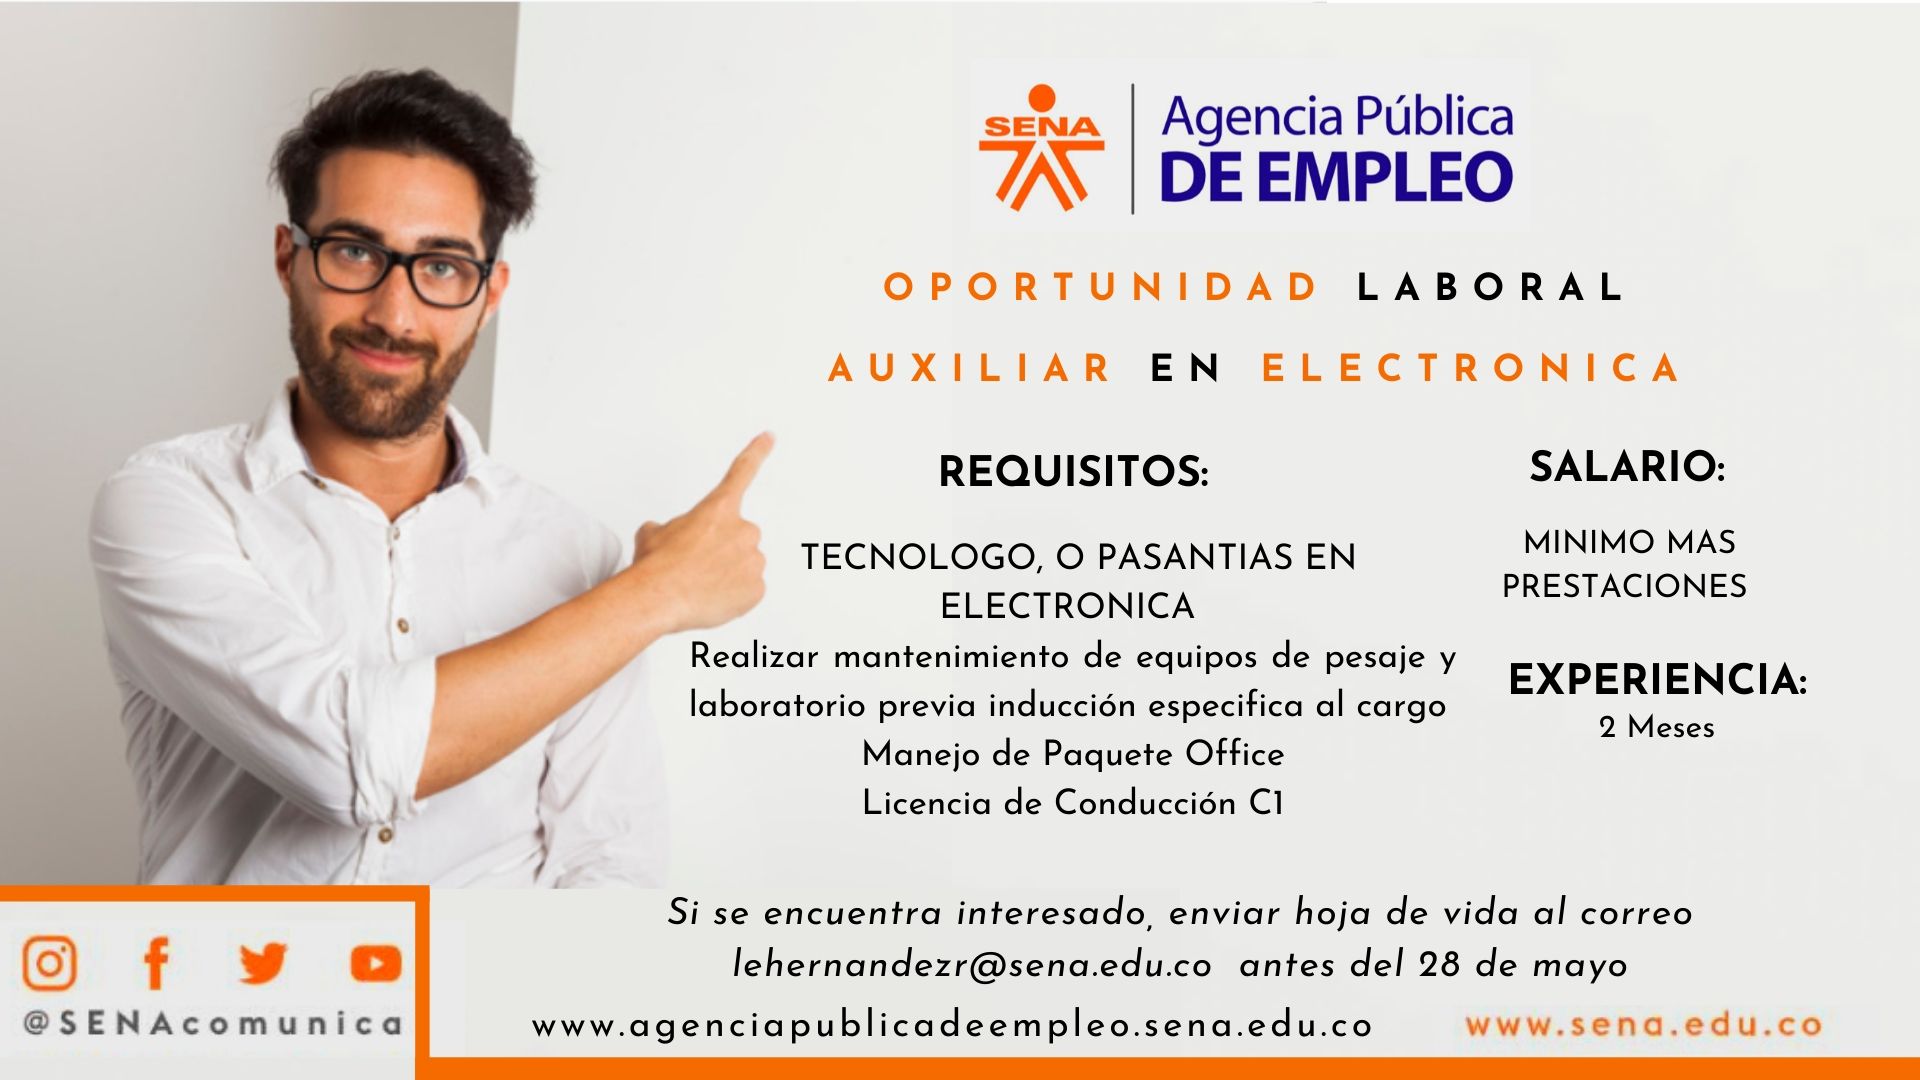 SENA
Agencia Pública
DE EMPLEO
OPORTUNIDAD LABORAL
AUXILIAR EN ELECTRONICA
REQUISITOS:
TECNOLOGO, O PASANTIAS EN
ELECTRONICA
Realizar mantenimiento de equipos de pesaje y
laboratorio previa inducción especifica al cargo
Manejo de Paquete Office
Licencia de Conducción C1
SALARIO:
MINIMO MAS
PRESTACIONES
EXPERIENCIA:
2 Meses
Si se encuentra interesado, enviar hoja de vida al correo
lehernandezr@sena.edu.co antes del 28 de mayo
@SENAcomunica
www.agenciapublicadeempleo.sena.edu.co
www.sena.edu.co